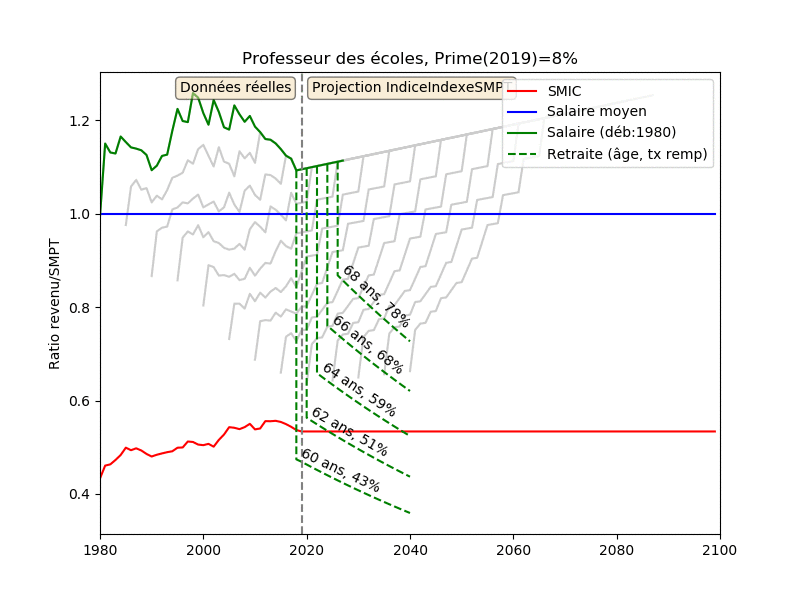 Professeur des écoles, Prime(2019)=8%
Données réelles
Projection IndiceIndexeSMPT
SMIC
Salaire moyen
Salaire (déb:1980)
Retraite (âge, tx remp)
Ratio revenu/SMPT
1.2
1.0
0.8
0.6
0.4
68 ans, 78%
66 ans, 68%
64 ans, 59%
62 ans, 51%
60 ans, 43%
1980
2000
2020
2040
2060
2080
2100